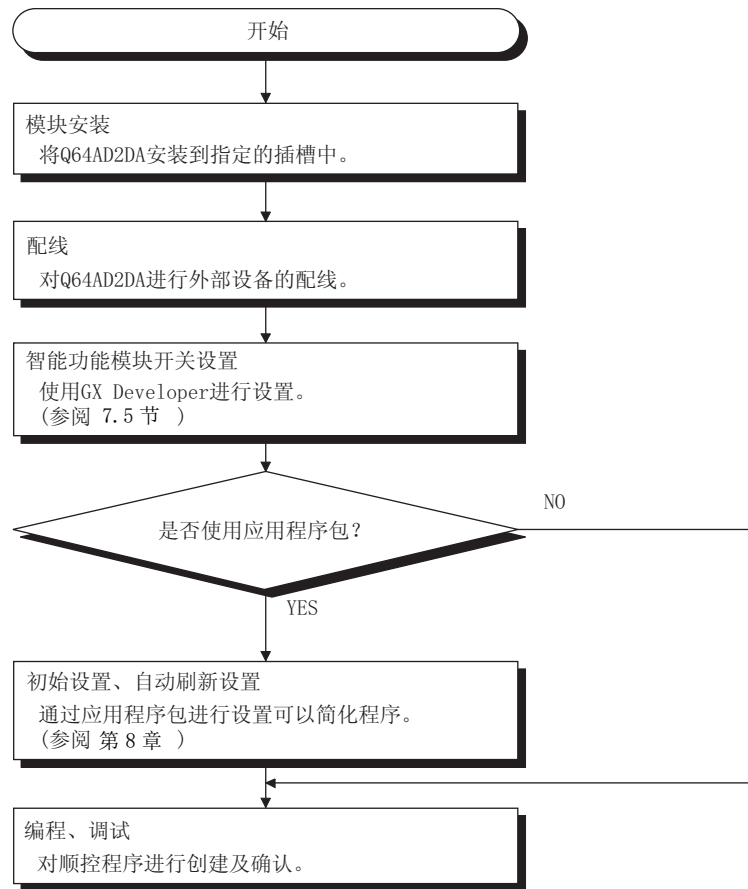 开始
模块安装
将Q64AD2DA安装到指定的插槽中。
配线
对Q64AD2DA进行外部设备的配线。
智能功能模块开关设置
使用GX Developer进行设置。
(参阅 7.5 节 )
是否使用应用程序包?
NO
YES
初始设置、自动刷新设置
通过应用程序包进行设置可以简化程序。
(参阅 第 8 章 )
编程、调试
对顺控程序进行创建及确认。